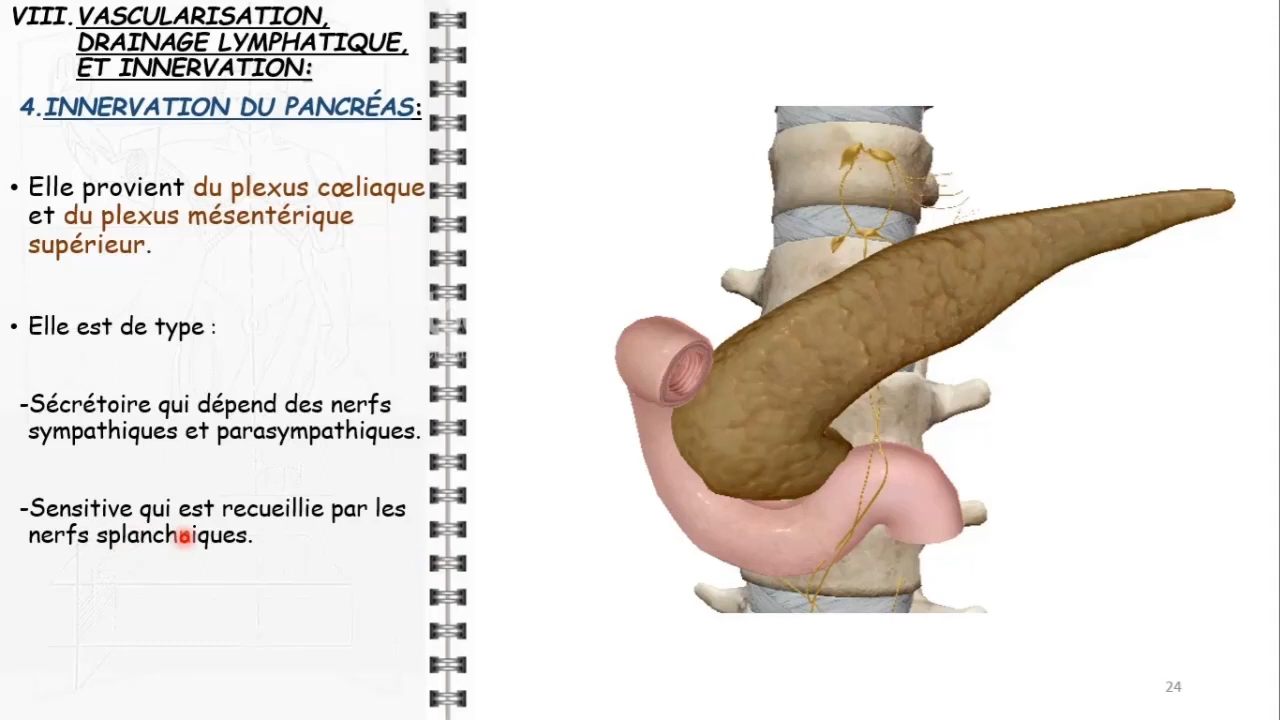 VIII. VASCULARISATION,
DRAINAGE LYMPHATIQUE,
ET INNERVATION:
4. INNERVATION DU PANCRÉAS:
• Elle provient du plexus cœliaque
et du plexus mésentérique
supérieur.
• Elle est de type :
-Sécrétoire qui dépend des nerfs
sympathiques et parasympathiques.
-Sensitive qui est recueillie par les
nerfs splanchniques.
24